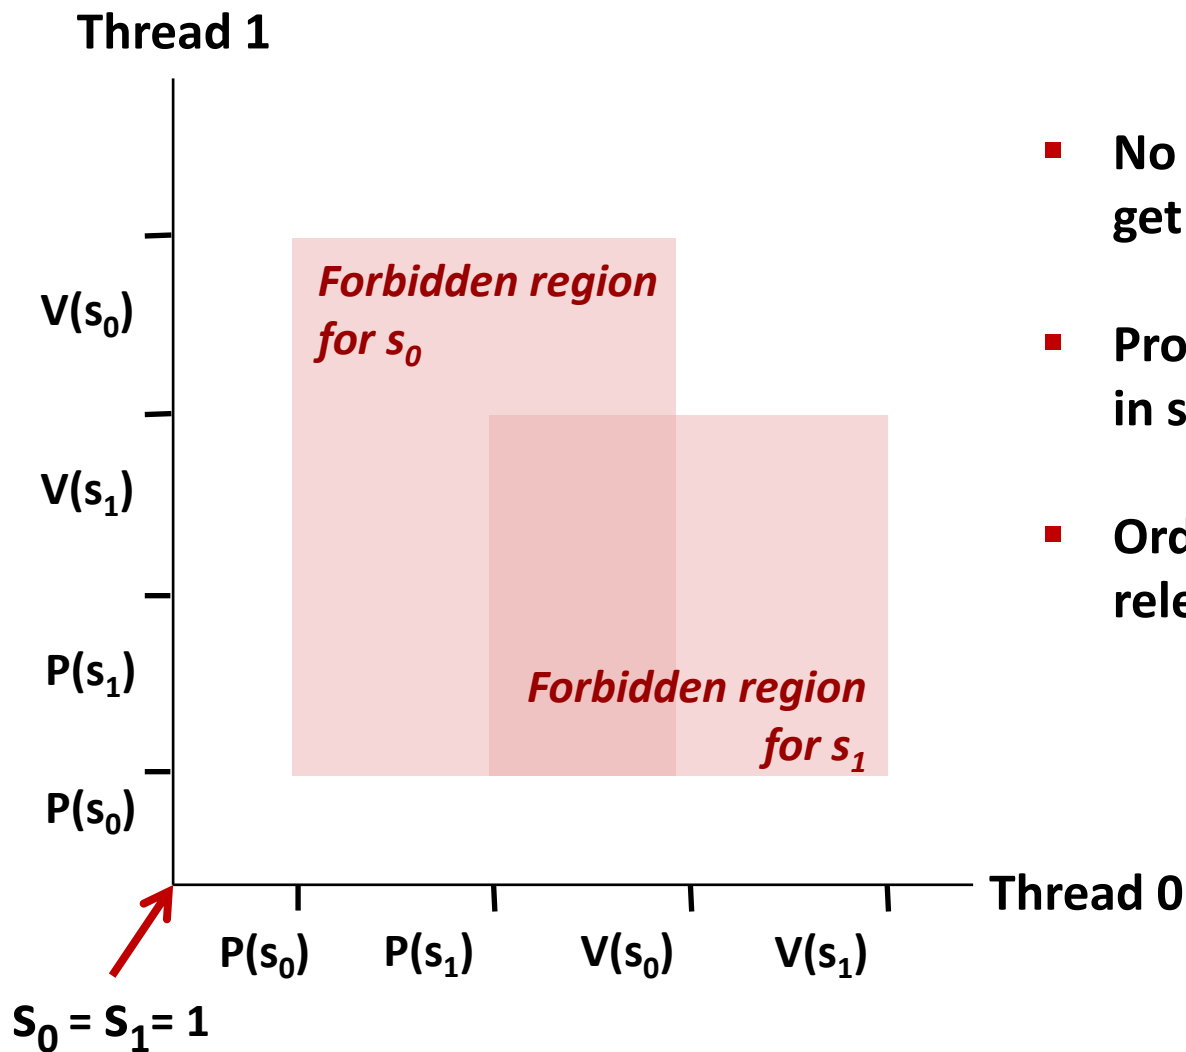 Thread 1
No
get
Forbidden region
for s₀
V(s₀)
Pro
in s
V(s₁)
Ord
rele
P(s₁)
Forbidden region
for s₁
P(s₀)
Thread 0
P(s₀) P(s₁) V(s₀) V(s₁)
s₀ = s₁= 1